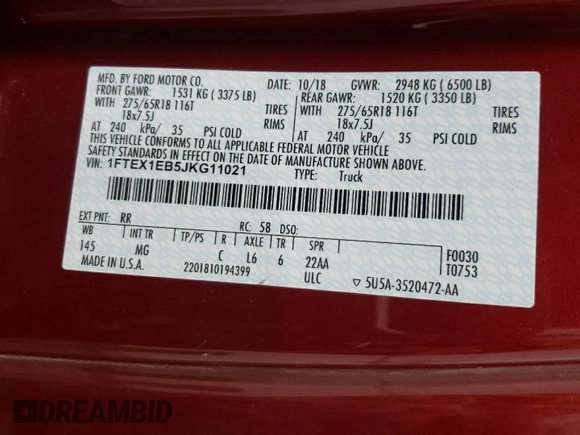 MFD. BY FORD MOTOR CO. DATE: 10/18 GVWR: 2948 KG ( 6500 LB)
FRONT GAWR: 1531 KG ( 3375 LB) REAR GAWR: 1520 KG ( 3350 LB)
WITH 275/65R18 116T TIRES WITH 275/65R18 116T TIRES
18x7.5J RIMS 18x7.5J RIMS
AT 240 kPa/ 35 PSI COLD AT 240 kPa/ 35 PSI COLD
THIS VEHICLE CONFORMS TO ALL APPLICABLE FEDERAL MOTOR VEHICLE
SAFETY STANDARDS IN EFFECT ON THE DATE OF MANUFACTURE SHOWN ABOVE.
VIN: 1FTEX1EB5JKG11021 TYPE: Truck
EXT PNT: RR RC: 58 DSO:
WB INT TR TP/PS R AXLE TR SPR F0030
145 MG C L6 6 22AA T0753
MADE IN U.S.A. 2201810194399 ULC ▽ 5U5A-3520472-AA
DREAMBID